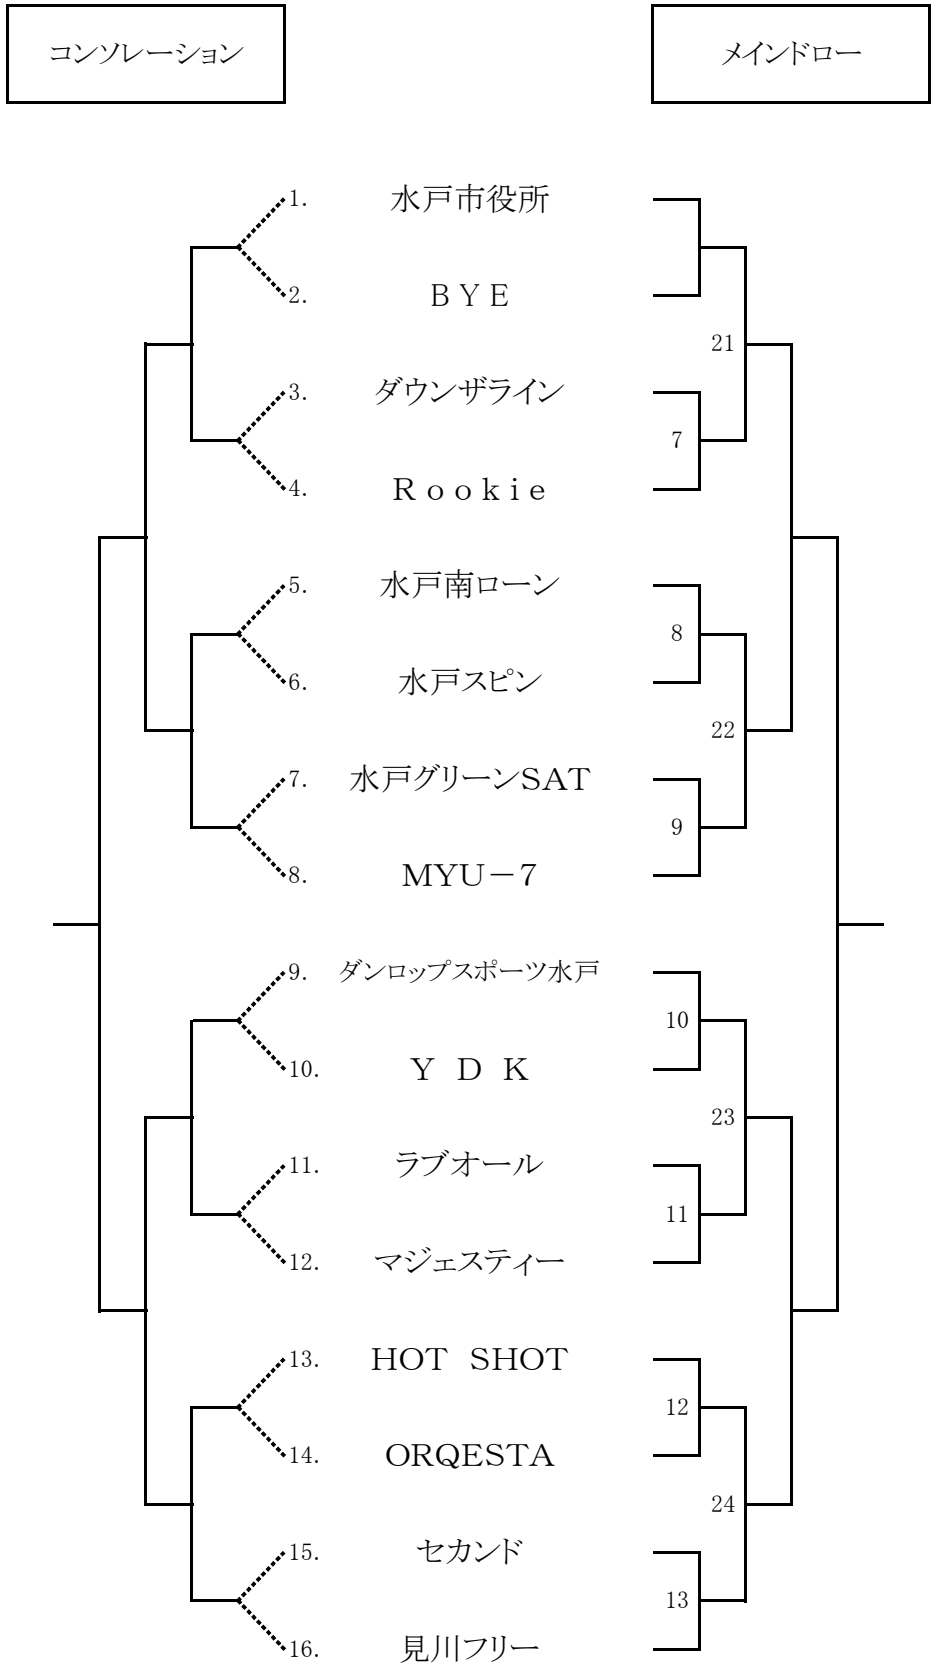 コンソレーション メインドロー
1. 水戸市役所
2. ＢＹＥ
21
3. ダウンザライン
7
4. Ｒｏｏｋｉｅ
5. 水戸南ローン
8
6. 水戸スピン
22
7. 水戸グリーンSAT
9
8. MYU－7
9. ダンロップスポーツ水戸
10
10. Ｙ Ｄ Ｋ
23
11. ラブオール
11
12. マジェスティー
13. HOT SHOT
12
14. ORQESTA
24
15. セカンド
13
16. 見川フリー